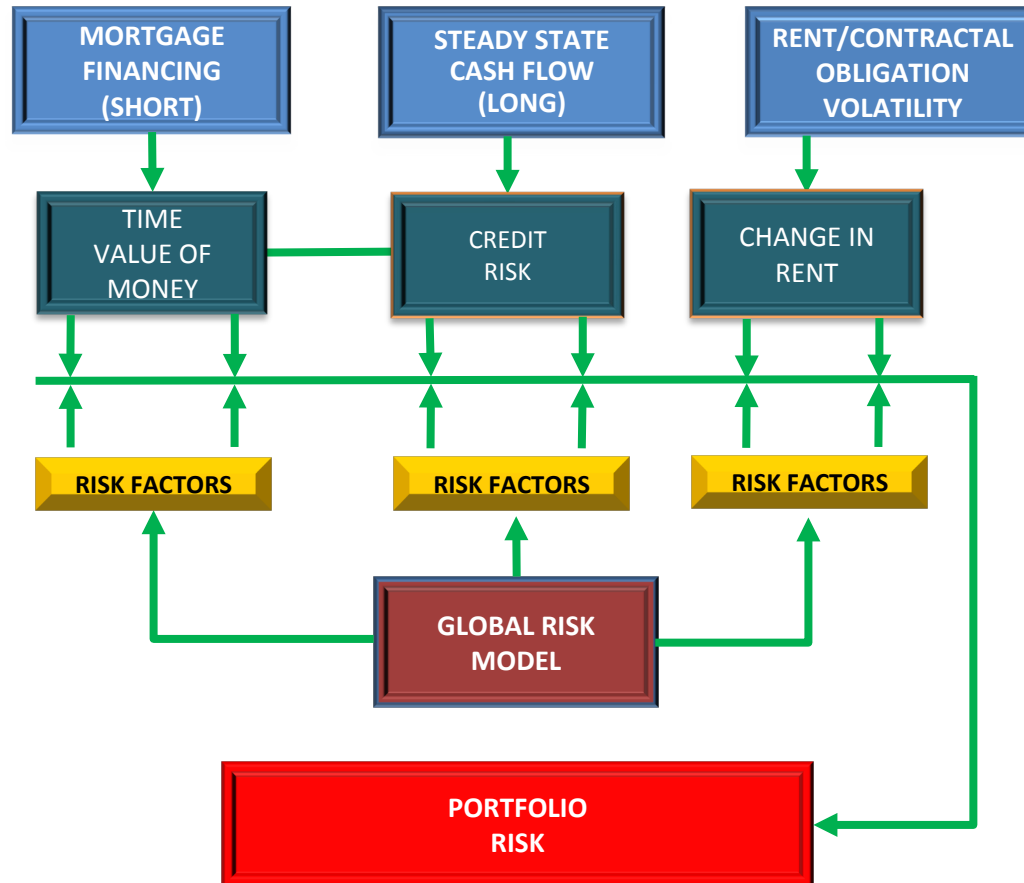 MORTGAGE
FINANCING
(SHORT)
STEADY STATE
CASH FLOW
(LONG)
RENT/CONTRACTAL
OBLIGATION
VOLATILITY
TIME
VALUE OF
MONEY
CREDIT
RISK
CHANGE IN
RENT
RISK FACTORS
RISK FACTORS
RISK FACTORS
GLOBAL RISK
MODEL
PORTFOLIO
RISK